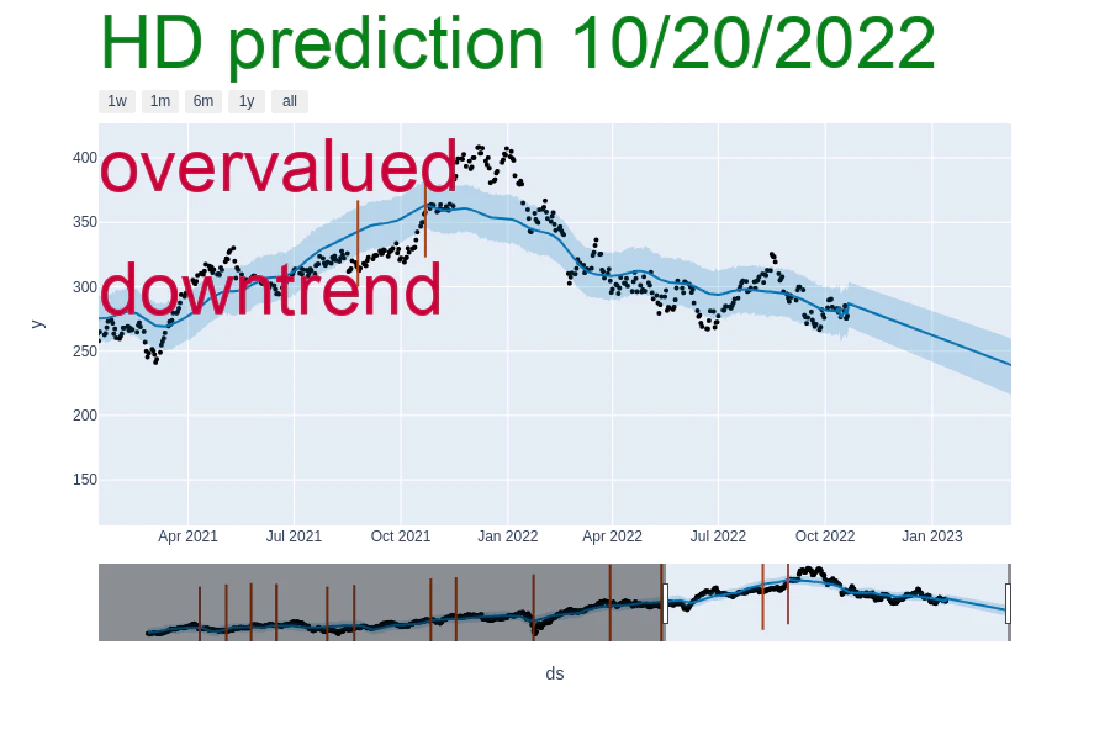 HD prediction 10/20/2022
1w 1m 6m 1y all
400
overvalued
350
300
downtrend
y
250
200
150
Apr 2021 Jul 2021 Oct 2021 Jan 2022 Apr 2022 Jul 2022 Oct 2022 Jan 2023
ds